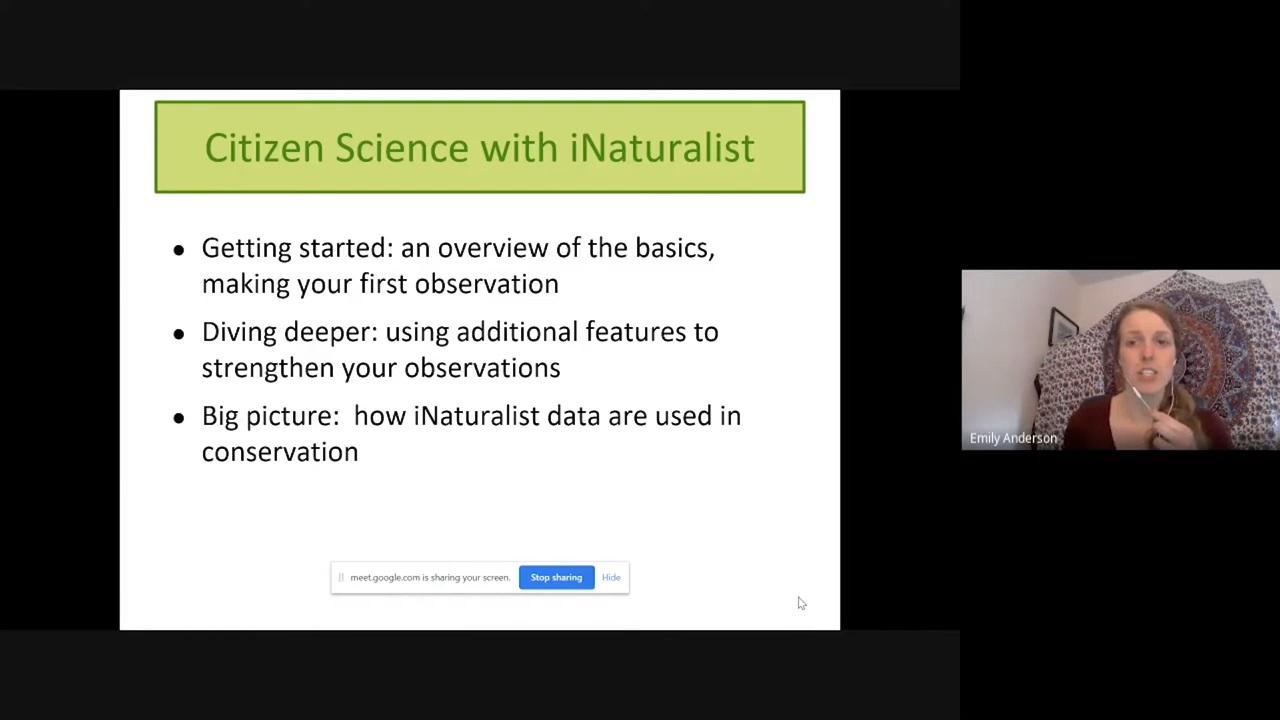 Citizen Science with iNaturalist
● Getting started: an overview of the basics,
making your first observation
● Diving deeper: using additional features to
strengthen your observations
● Big picture:  how iNaturalist data are used in
conservation
meet.google.com is sharing your screen. Stop sharing Hide
Emily Anderson